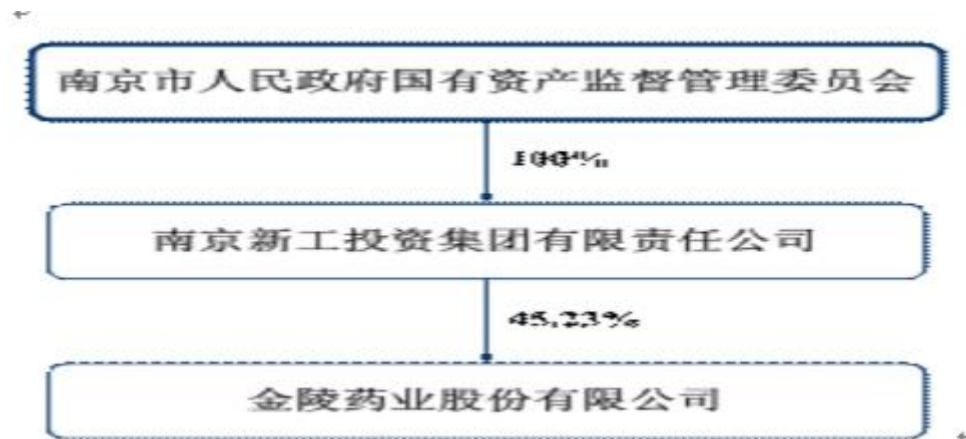 南京市人民政府国有资产监督管理委员会
100%
南京新工投资集团有限责任公司
45.23%
金陵药业股份有限公司